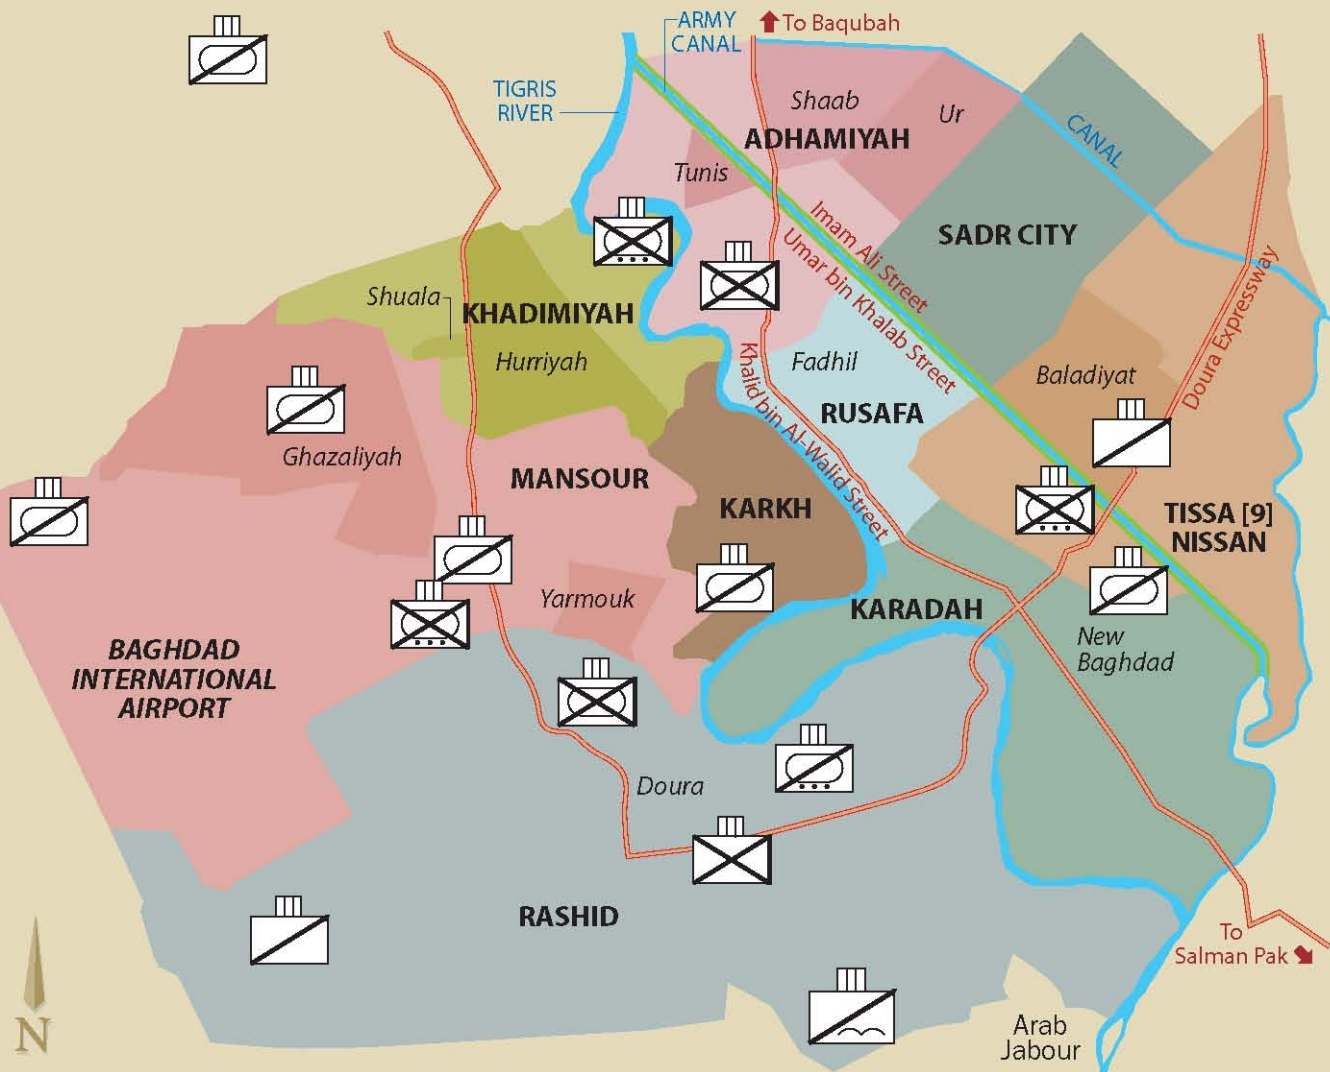 ARMY
CANAL
To Baqubah
TIGRIS
RIVER
Shaab
Ur
ADHAMIYAH
CANAL
Tunis
Imam Ali Street
Umar bin Khalab Street
SADR CITY
Doura Expressway
Shuala
KHADIMIYAH
Hurriyah
Khalid bin Al-Walid Street
Fadhil
Baladiyat
RUSAFA
Ghazaliyah
MANSOUR
KARKH
TISSA [9]
NISSAN
Yarmouk
KARADAH
New
Baghdad
BAGHDAD
INTERNATIONAL
AIRPORT
Doura
RASHID
To
Salman Pak
Arab
Jabour
N